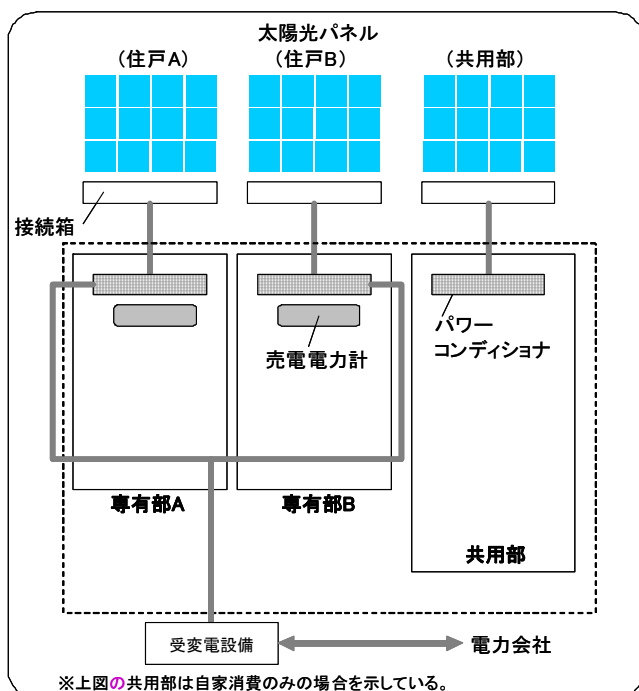 太陽光パネル
(住戸A)
(住戸B)
(共用部)
接続箱
パワー
コンディショナ
売電電力計
専有部A
専有部B
共用部
受変電設備
電力会社
※上図の共用部は自家消費のみの場合を示している。